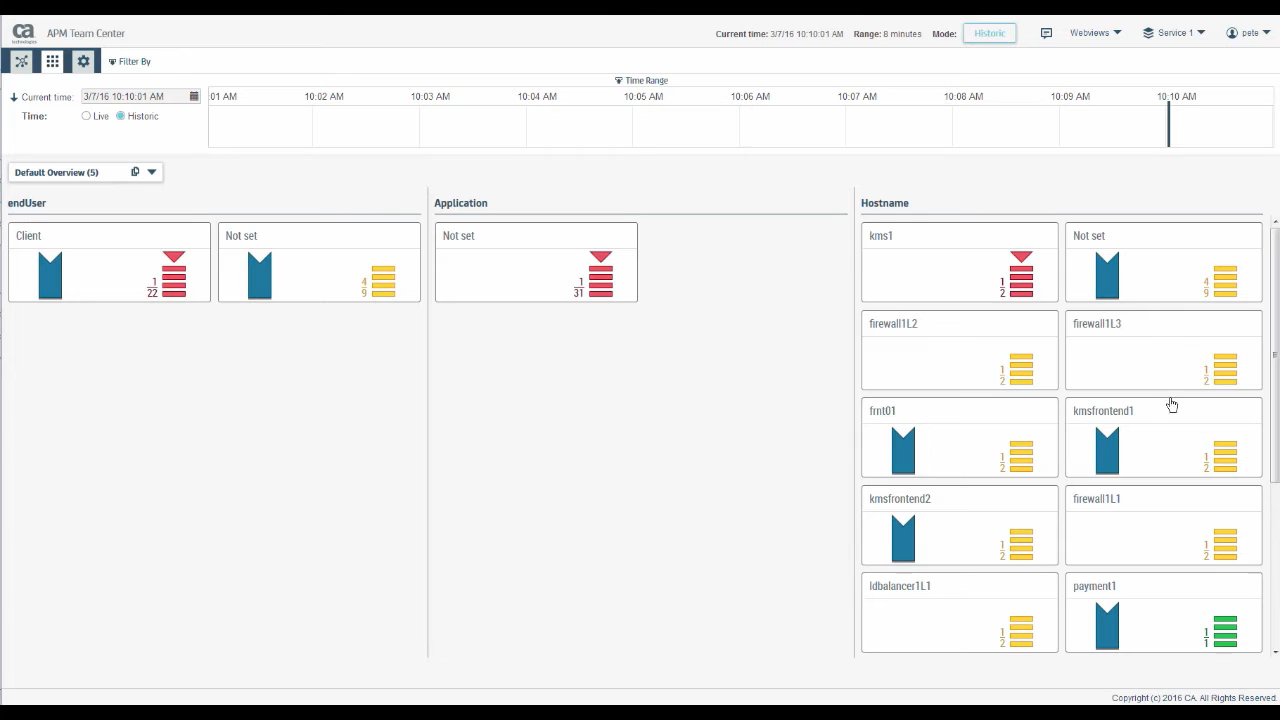 ca
technologies
APM Team Center
Current time: 3/7/16 10:10:01 AM Range: 8 minutes Mode: Historic
Webviews Service 1 pete
Filter By
Time Range
Current time: 3/7/16 10:10:01 AM
01 AM 10:02 AM 10:03 AM 10:04 AM 10:05 AM 10:06 AM 10:07 AM 10:08 AM 10:09 AM 10:10 AM
Time: Live Historic
Default Overview (5)
endUser
Client
1
22
Not set
4
9
Application
Not set
1
31
Hostname
kms1
1
2
Not set
4
9
firewall1L2
1
2
firewall1L3
1
2
frnt01
1
2
kmsfrontend1
1
2
kmsfrontend2
1
2
firewall1L1
1
2
ldbalancer1L1
1
2
payment1
1
1
Copyright (c) 2016 CA. All Rights Reserved.